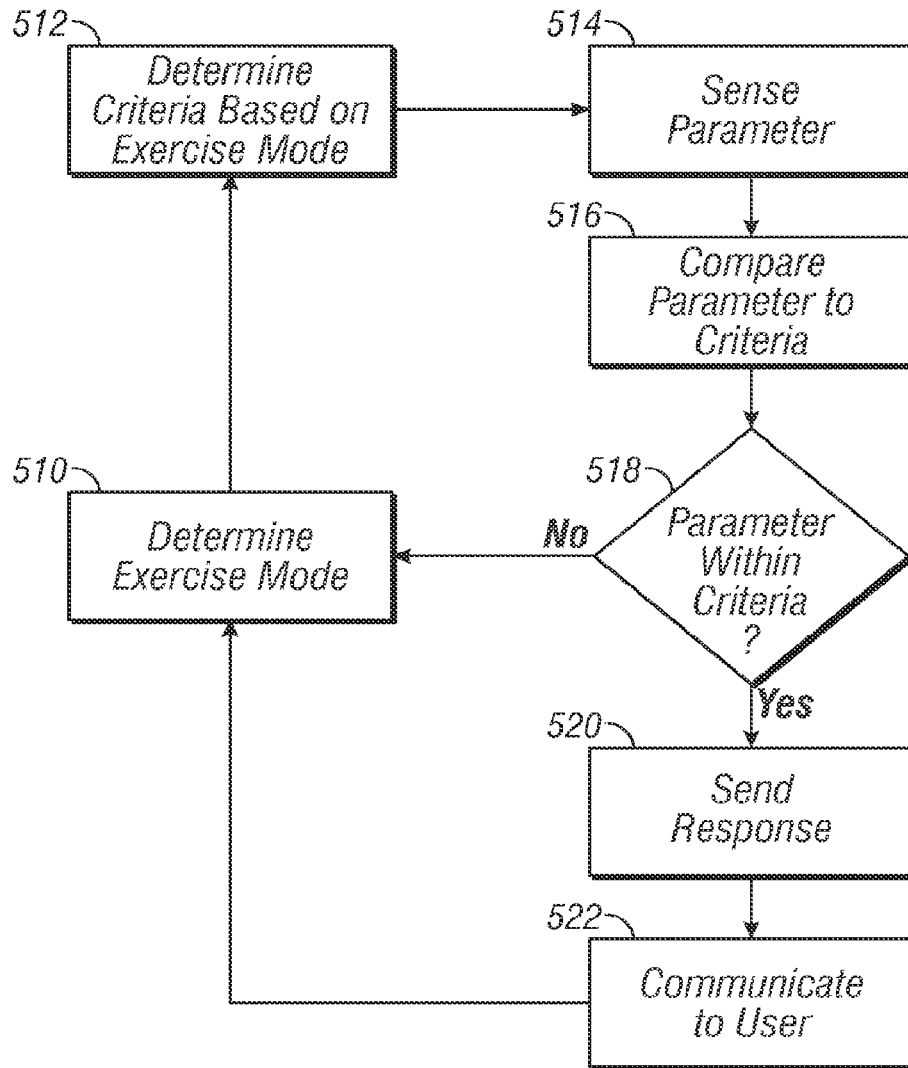 512
Determine
Criteria Based on
Exercise Mode
514
Sense
Parameter
516
Compare
Parameter to
Criteria
510
Determine
Exercise Mode
518
Parameter
Within
Criteria
?
No
Yes
520
Send
Response
522
Communicate
to User